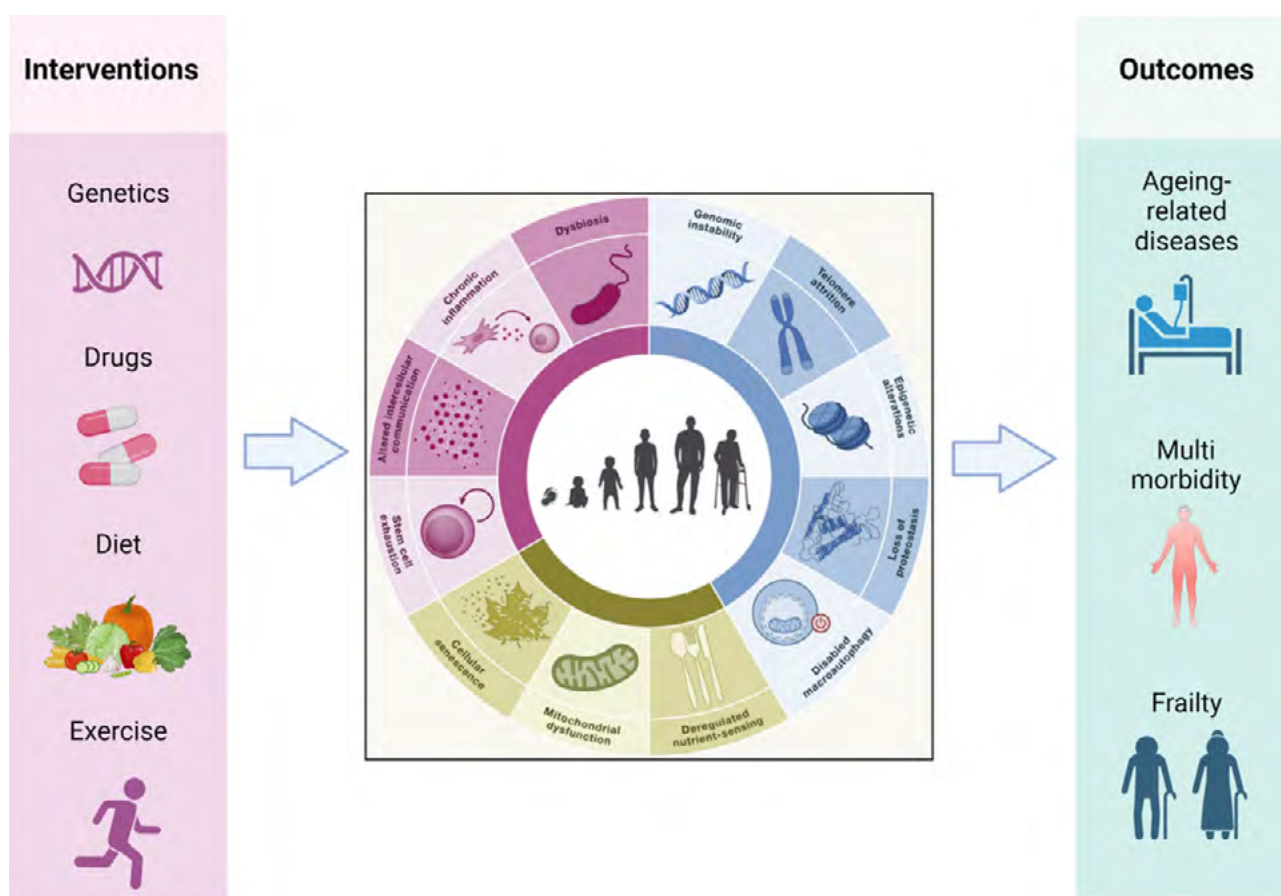 Interventions
Genetics
Drugs
Diet
Exercise
Dysbiosis
Genomic
instability
Telomere
attrition
Epigenetic
alterations
Loss of
proteostasis
Disabled
macroautophagy
Deregulated
nutrient-sensing
Mitochondrial
dysfunction
Cellular
senescence
Stem cell
exhaustion
Altered intercellular
communication
Chronic
inflammation
Outcomes
Ageing-
related
diseases
Multi
morbidity
Frailty